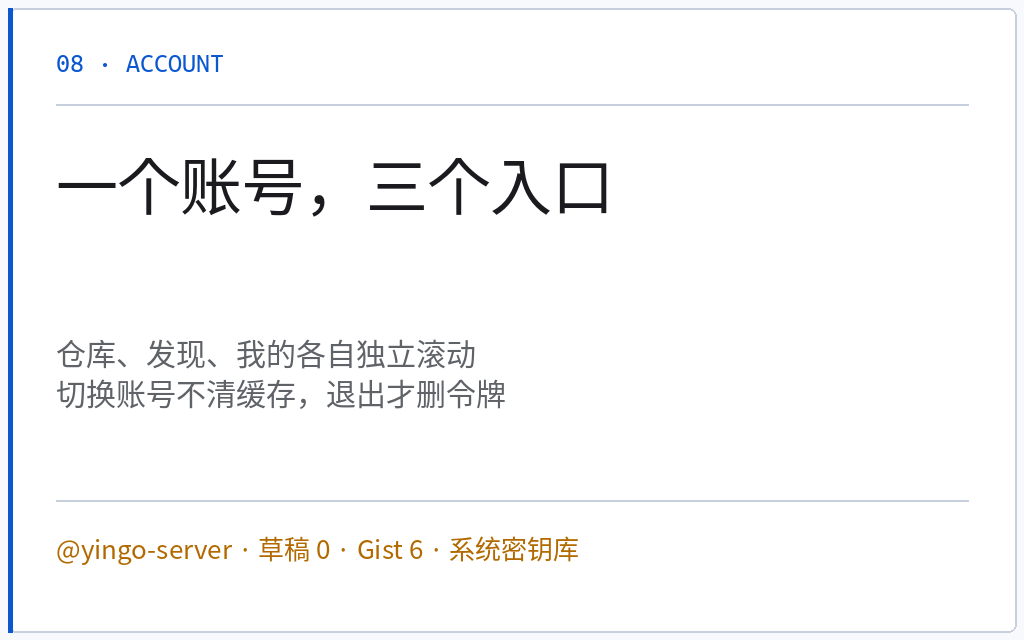 08 · ACCOUNT
一个账号，三个入口
仓库、发现、我的各自独立滚动
切换账号不清缓存，退出才删令牌
@yingo-server · 草稿 0 · Gist 6 · 系统密钥库